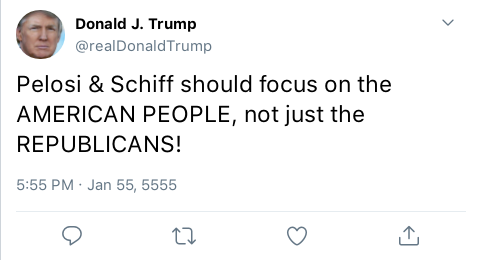 Donald J. Trump
@realDonaldTrump
Pelosi & Schiff should focus on the
AMERICAN PEOPLE, not just the
REPUBLICANS!
5:55 PM · Jan 55, 5555